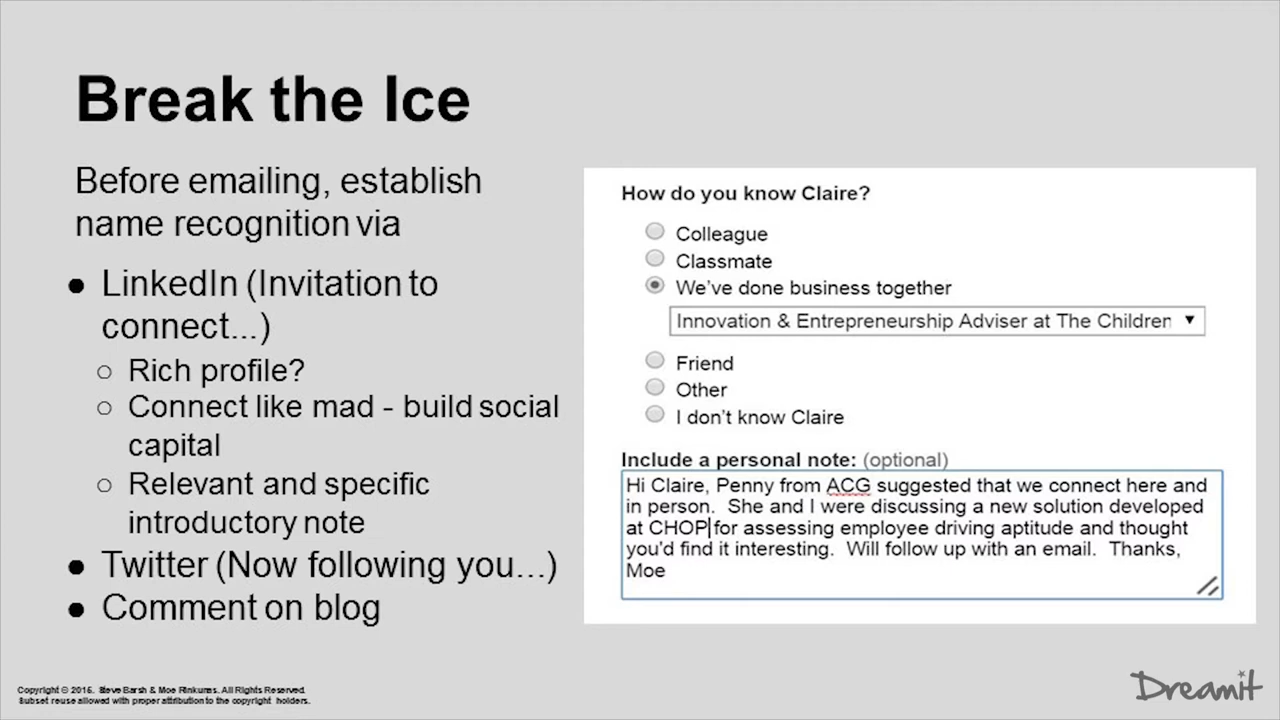 Break the Ice
Before emailing, establish
name recognition via
● LinkedIn (Invitation to
connect...)
○ Rich profile?
○ Connect like mad - build social
capital
○ Relevant and specific
introductory note
● Twitter (Now following you...)
● Comment on blog
How do you know Claire?
Colleague
Classmate
We've done business together
Innovation & Entrepreneurship Adviser at The Children
Friend
Other
I don't know Claire
Include a personal note: (optional)
Hi Claire, Penny from ACG suggested that we connect here and
in person. She and I were discussing a new solution developed
at CHOP for assessing employee driving aptitude and thought
you'd find it interesting. Will follow up with an email. Thanks,
Moe
Copyright © 2015. Steve Barsh & Moe Rinkunas. All Rights Reserved.
Subset reuse allowed with proper attribution to the copyright holders.
Dreamit